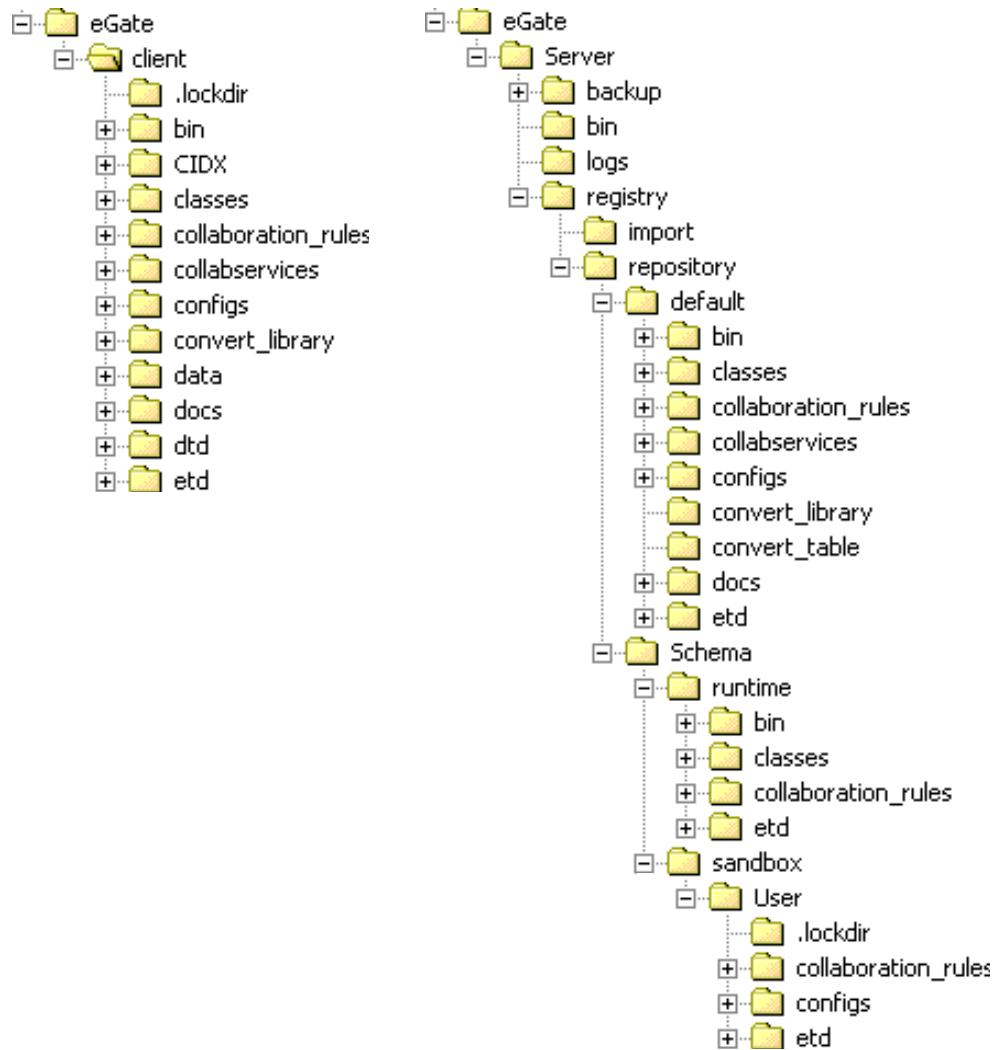 eGate
client
.lockdir
bin
CIDX
classes
collaboration_rules
collabservices
configs
convert_library
data
docs
dtd
etd
eGate
Server
backup
bin
logs
registry
import
repository
default
bin
classes
collaboration_rules
collabservices
configs
convert_library
convert_table
docs
etd
Schema
runtime
bin
classes
collaboration_rules
etd
sandbox
User
.lockdir
collaboration_rules
configs
etd